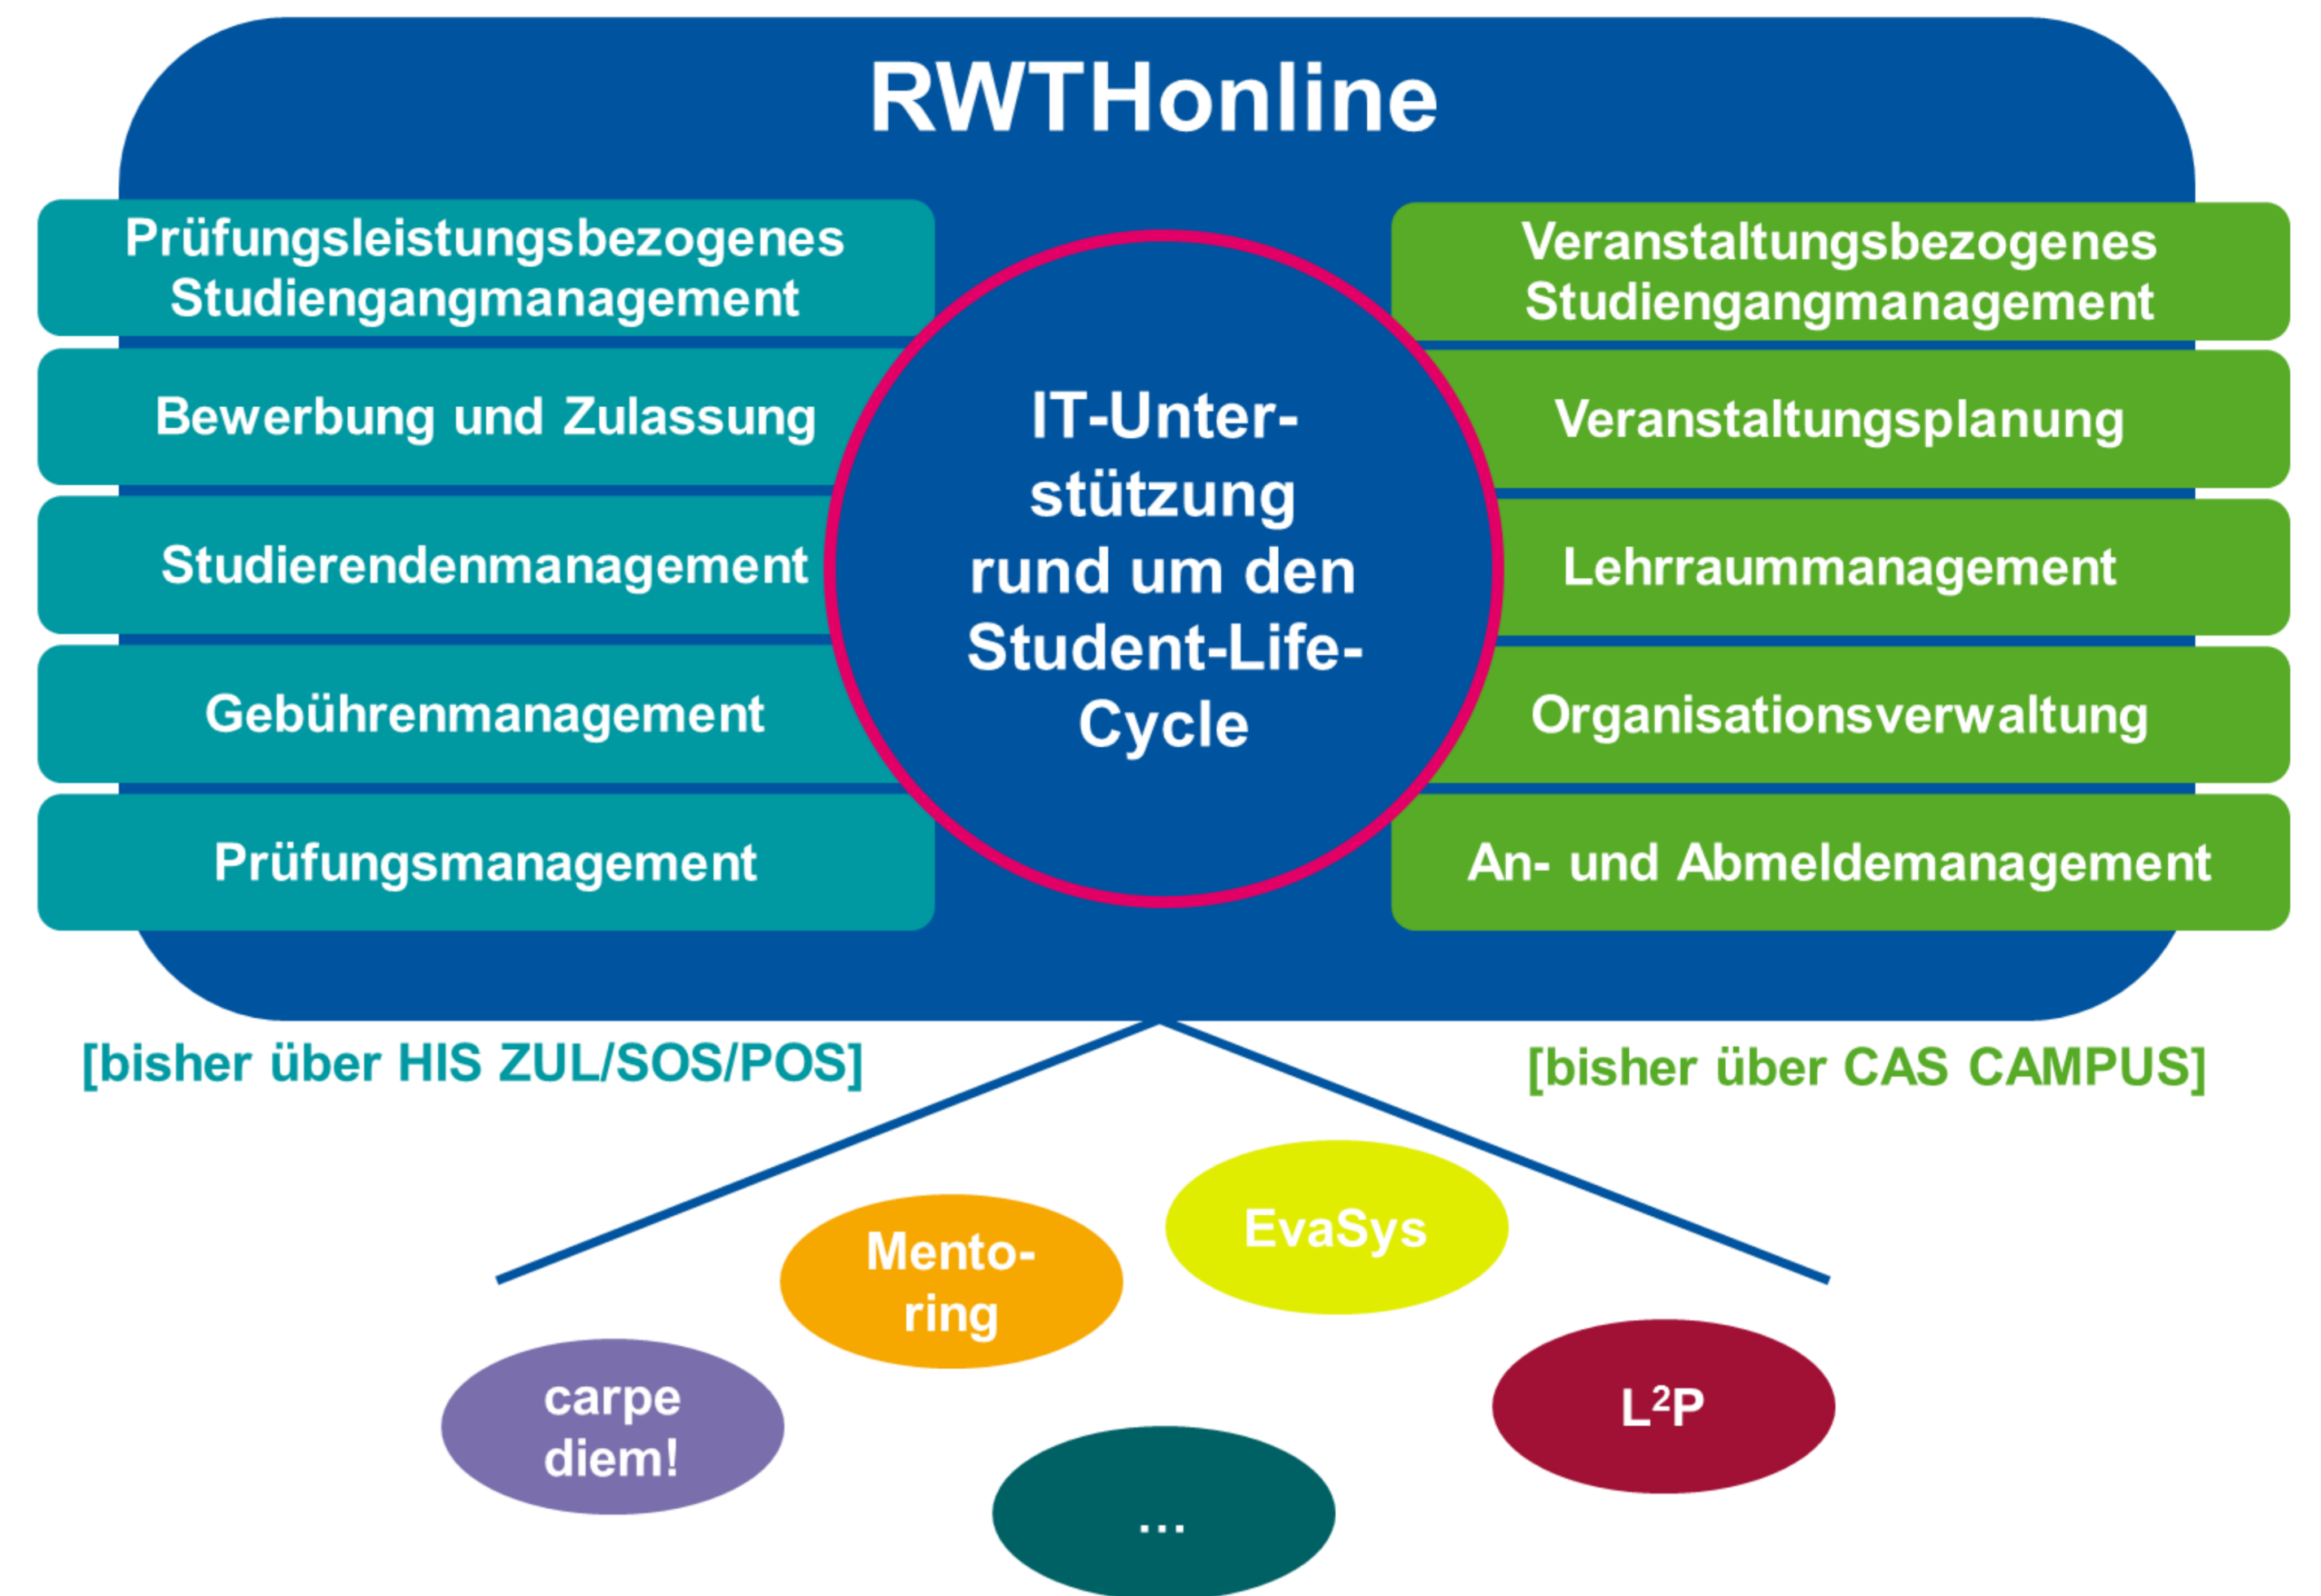 RWTHonline
Prüfungsleistungsbezogenes
Studiengangmanagement
Bewerbung und Zulassung
Studierendenmanagement
Gebührenmanagement
Prüfungsmanagement
IT-Unter-
stützung
rund um den
Student-Life-
Cycle
Veranstaltungsbezogenes
Studiengangmanagement
Veranstaltungsplanung
Lehrraummanagement
Organisationsverwaltung
An- und Abmeldemanagement
[bisher über HIS ZUL/SOS/POS]
[bisher über CAS CAMPUS]
carpe
diem!
Mento-
ring
EvaSys
L²P
...